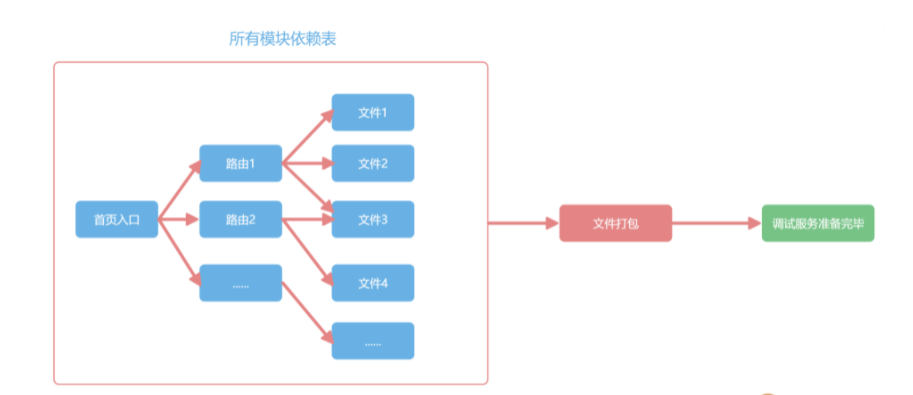 所有模块依赖表
文件1
路由1
文件2
首页入口
路由2
文件3
文件打包
调试服务准备完毕
......
文件4
......